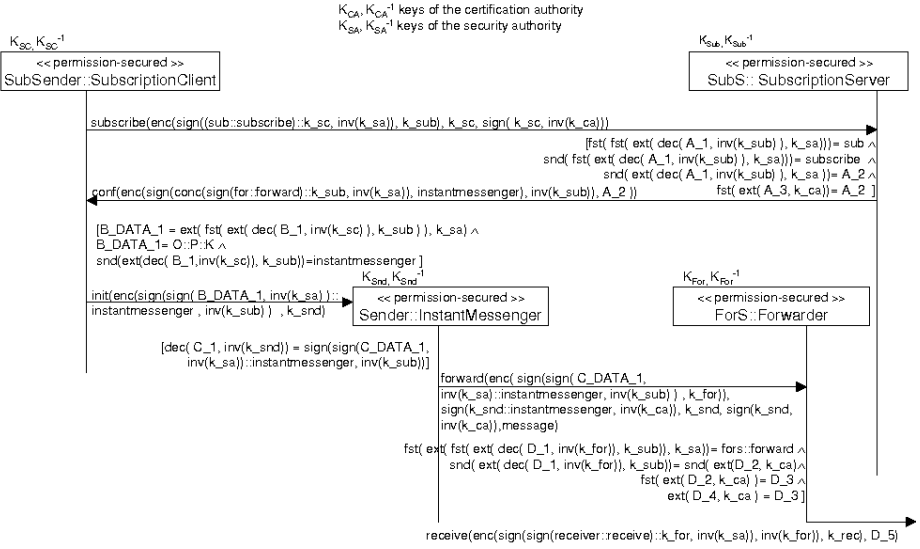 K_CA, K_CA^-1 keys of the certification authority
K_SA, K_SA^-1 keys of the security authority
K_SC, K_SC^-1
K_Sub, K_Sub^-1
<< permission-secured >>
SubSender::SubscriptionClient
<< permission-secured >>
SubS:: SubscriptionServer
subscribe(enc(sign((sub::subscribe)::k_sc, inv(k_sa)), k_sub), k_sc, sign( k_sc, inv(k_ca)))
[fst( fst( ext( dec( A_1, inv(k_sub) ), k_sa)))= sub ∧
snd( fst( ext( dec( A_1, inv(k_sub) ), k_sa)))= subscribe ∧
snd( ext( dec( A_1, inv(k_sub) ), k_sa ))= A_2 ∧
fst( ext( A_3, k_ca))= A_2 ]
conf(enc(sign(conc(sign(for::forward)::k_sub, inv(k_sa)), instantmessenger), inv(k_sub)), A_2 ))
[B_DATA_1 = ext( fst( ext( dec( B_1, inv(k_sc) ), k_sub ) ), k_sa) ∧
B_DATA_1= O::P::K ∧
snd(ext(dec( B_1,inv(k_sc)), k_sub))=instantmessenger ]
K_Snd, K_Snd^-1
K_For, K_For^-1
<< permission-secured >>
Sender::InstantMessenger
<< permission-secured >>
ForS::Forwarder
init(enc(sign(sign( B_DATA_1, inv(k_sa) )::
instantmessenger , inv(k_sub) ) , k_snd)
[dec( C_1, inv(k_snd)) = sign(sign(C_DATA_1,
inv(k_sa))::instantmessenger, inv(k_sub))]
forward(enc( sign(sign( C_DATA_1,
inv(k_sa)::instantmessenger, inv(k_sub) ) , k_for)),
sign(k_snd::instantmessenger, inv(k_ca)), k_snd, sign(k_snd,
inv(k_ca)),message)
fst( ext( fst( ext( dec( D_1, inv(k_for)), k_sub)), k_sa))= fors::forward ∧
snd( ext( dec( D_1, inv(k_for)), k_sub))= snd( ext(D_2, k_ca)∧
fst( ext( D_2, k_ca) )= D_3 ∧
ext( D_4, k_ca ) = D_3 ]
receive(enc(sign(sign(receiver::receive)::k_for, inv(k_sa)), inv(k_for)), k_rec), D_5)